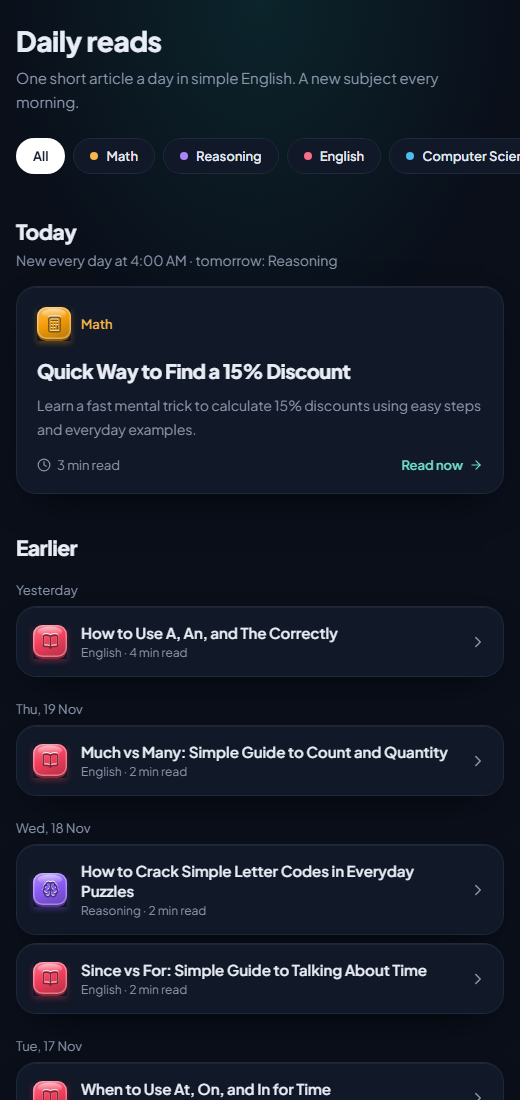 Daily reads
One short article a day in simple English. A new subject every
morning.
All
Math
Reasoning
English
Computer Scien
Today
New every day at 4:00 AM · tomorrow: Reasoning
Math
Quick Way to Find a 15% Discount
Learn a fast mental trick to calculate 15% discounts using easy steps
and everyday examples.
3 min read
Read now →
Earlier
Yesterday
How to Use A, An, and The Correctly
English · 4 min read
Thu, 19 Nov
Much vs Many: Simple Guide to Count and Quantity
English · 2 min read
Wed, 18 Nov
How to Crack Simple Letter Codes in Everyday
Puzzles
Reasoning · 2 min read
Since vs For: Simple Guide to Talking About Time
English · 2 min read
Tue, 17 Nov
When to Use At, On, and In for Time